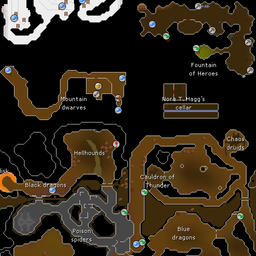 Fountain
of Heroes
Mountain
dwarves
Nora T. Hagg's
cellar
Chaos
druids
Hellhounds
Cauldron of
Thunder
Black dragons
Poison
spiders
Blue
dragons